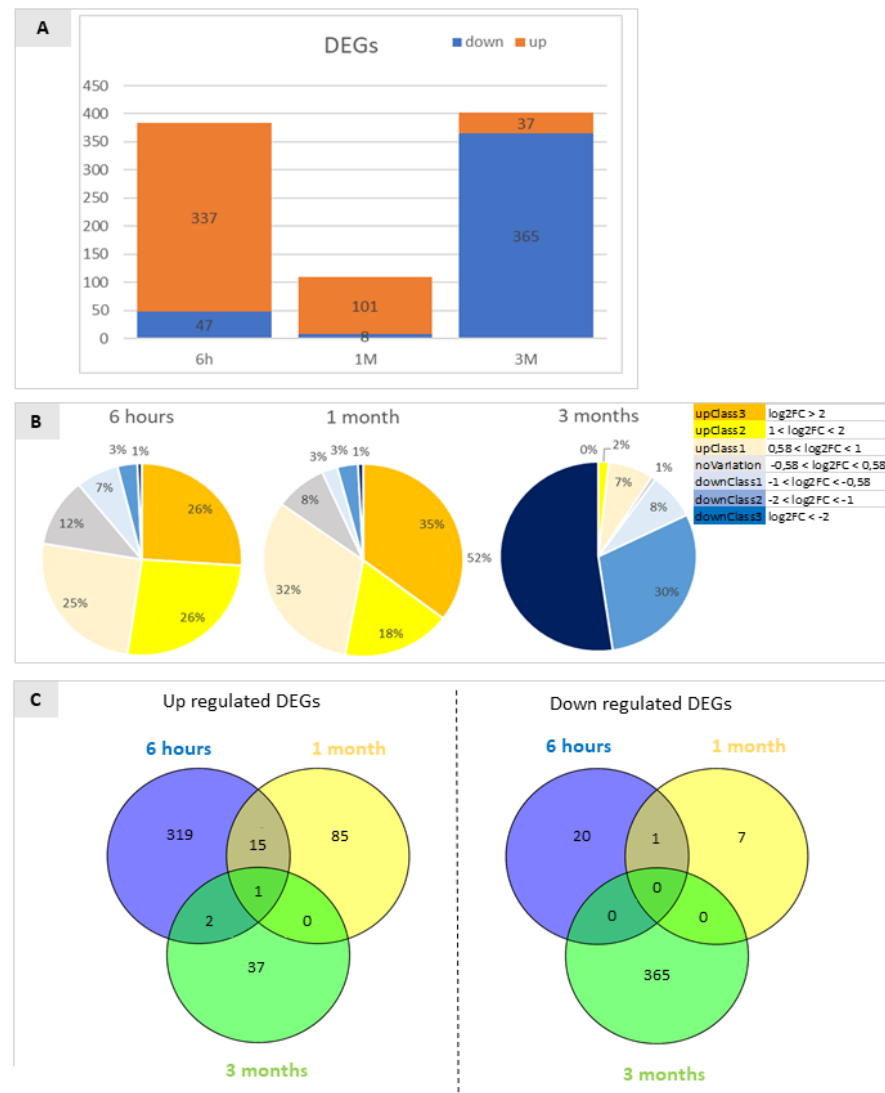 A
DEGs
down up
450
400
350
300
250
200
150
100
50
0
337
47
101
8
37
365
6h 1M 3M
B
6 hours
3% 1%
7%
12%
25%
26%
26%
1 month
3% 3% 1%
8%
32%
35%
18%
3 months
0% 2%
7%
1%
8%
30%
52%
upClass3 log2FC > 2
upClass2 1 < log2FC < 2
upClass1 0,58 < log2FC < 1
noVariation -0,58 < log2FC < 0,58
downClass1 -1 < log2FC < -0,58
downClass2 -2 < log2FC < -1
downClass3 log2FC < -2
C
Up regulated DEGs
6 hours 1 month
319 15 85
1
2 0
37
3 months
Down regulated DEGs
6 hours 1 month
20 1 7
0
0 0
365
3 months